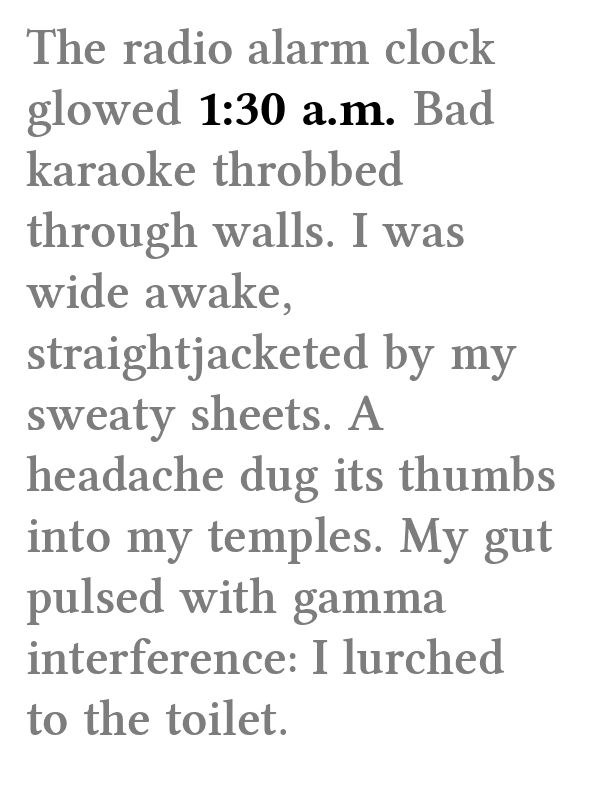 The radio alarm clock
glowed 1:30 a.m. Bad
karaoke throbbed
through walls. I was
wide awake,
straightjacketed by my
sweaty sheets. A
headache dug its thumbs
into my temples. My gut
pulsed with gamma
interference: I lurched
to the toilet.